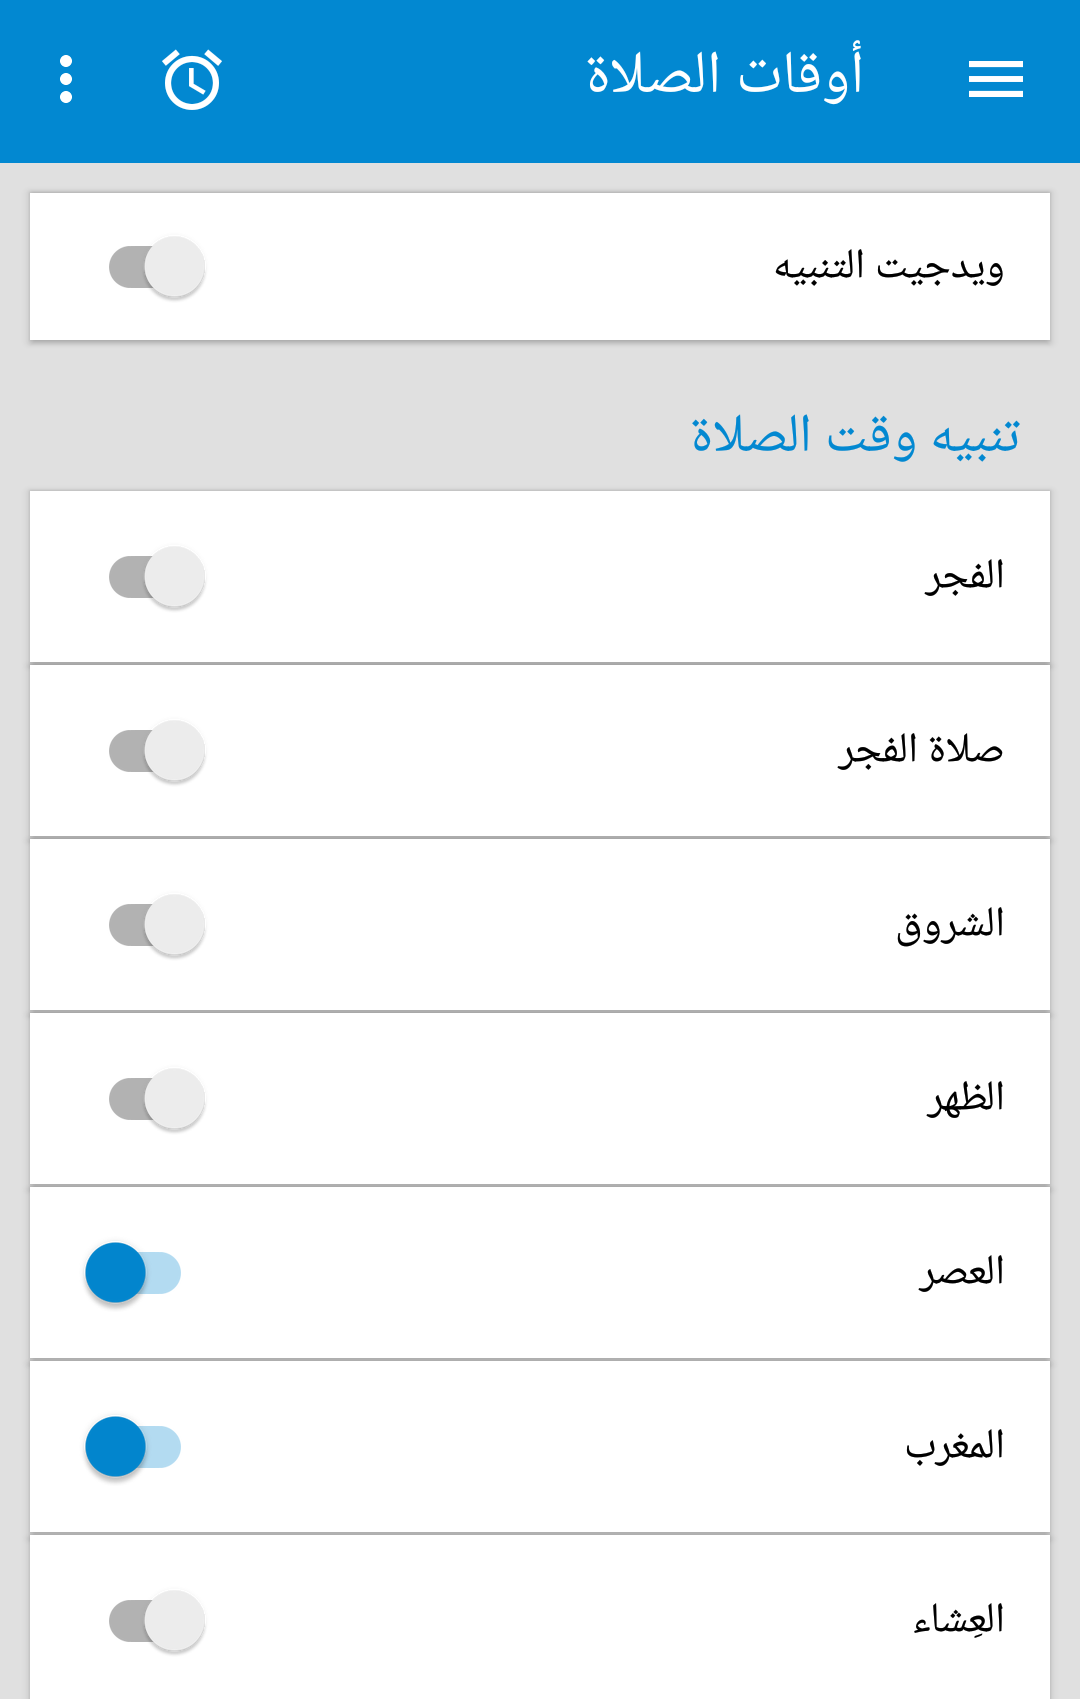 أوقات الصلاة
ويدجيت التنبيه
تنبيه وقت الصلاة
الفجر
صلاة الفجر
الشروق
الظهر
العصر
المغرب
العِشاء